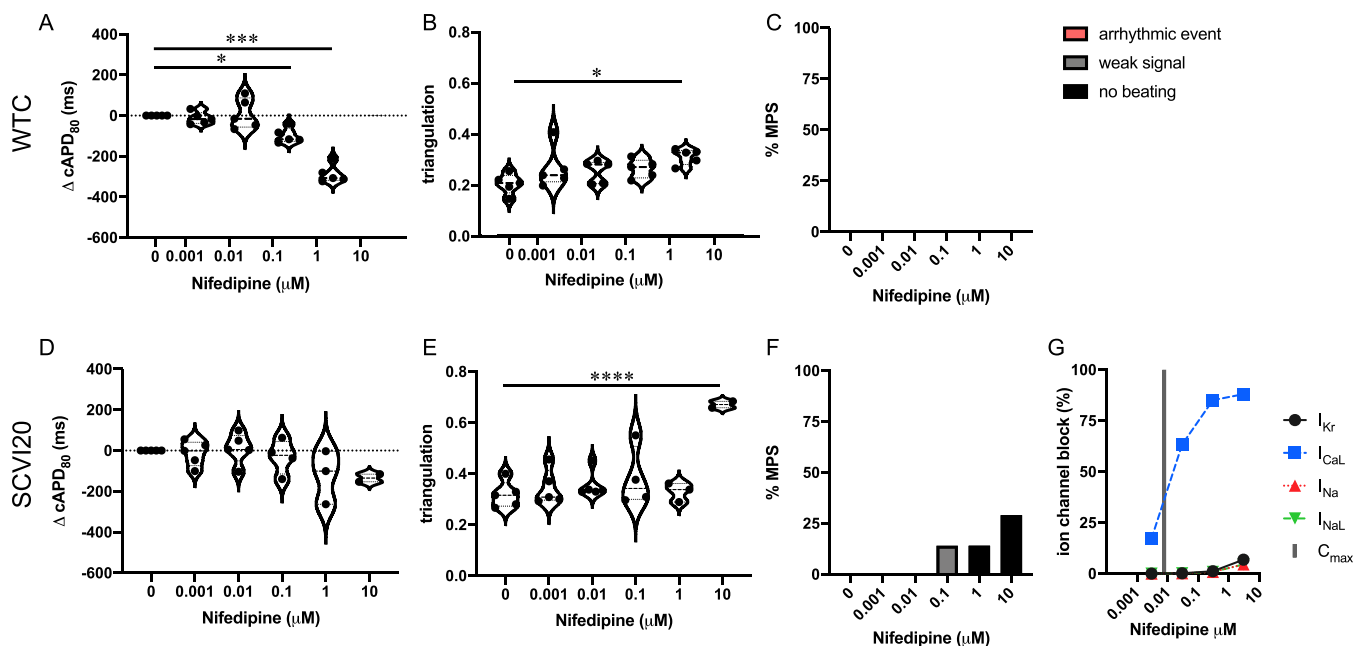 A
WTC
Δ cAPD80 (ms)
400
200
0
-200
-400
-600
***
*
0 0.001 0.01 0.1 1 10
Nifedipine (μM)
B
triangulation
0.8
0.6
0.4
0.2
0.0
*
0 0.001 0.01 0.1 1 10
Nifedipine (μM)
C
% MPS
100
75
50
25
0
0 0.001 0.01 0.1 1 10
Nifedipine (μM)
arrhythmic event
weak signal
no beating
D
SCVI20
Δ cAPD80 (ms)
400
200
0
-200
-400
-600
0 0.001 0.01 0.1 1 10
Nifedipine (μM)
E
triangulation
0.8
0.6
0.4
0.2
0.0
****
0 0.001 0.01 0.1 1 10
Nifedipine (μM)
F
% MPS
100
75
50
25
0
0 0.001 0.01 0.1 1 10
Nifedipine (μM)
G
ion channel block (%)
100
75
50
25
0
0.001 0.01 0.1 1 10
Nifedipine μM
IKr
ICaL
INa
INaL
Cmax